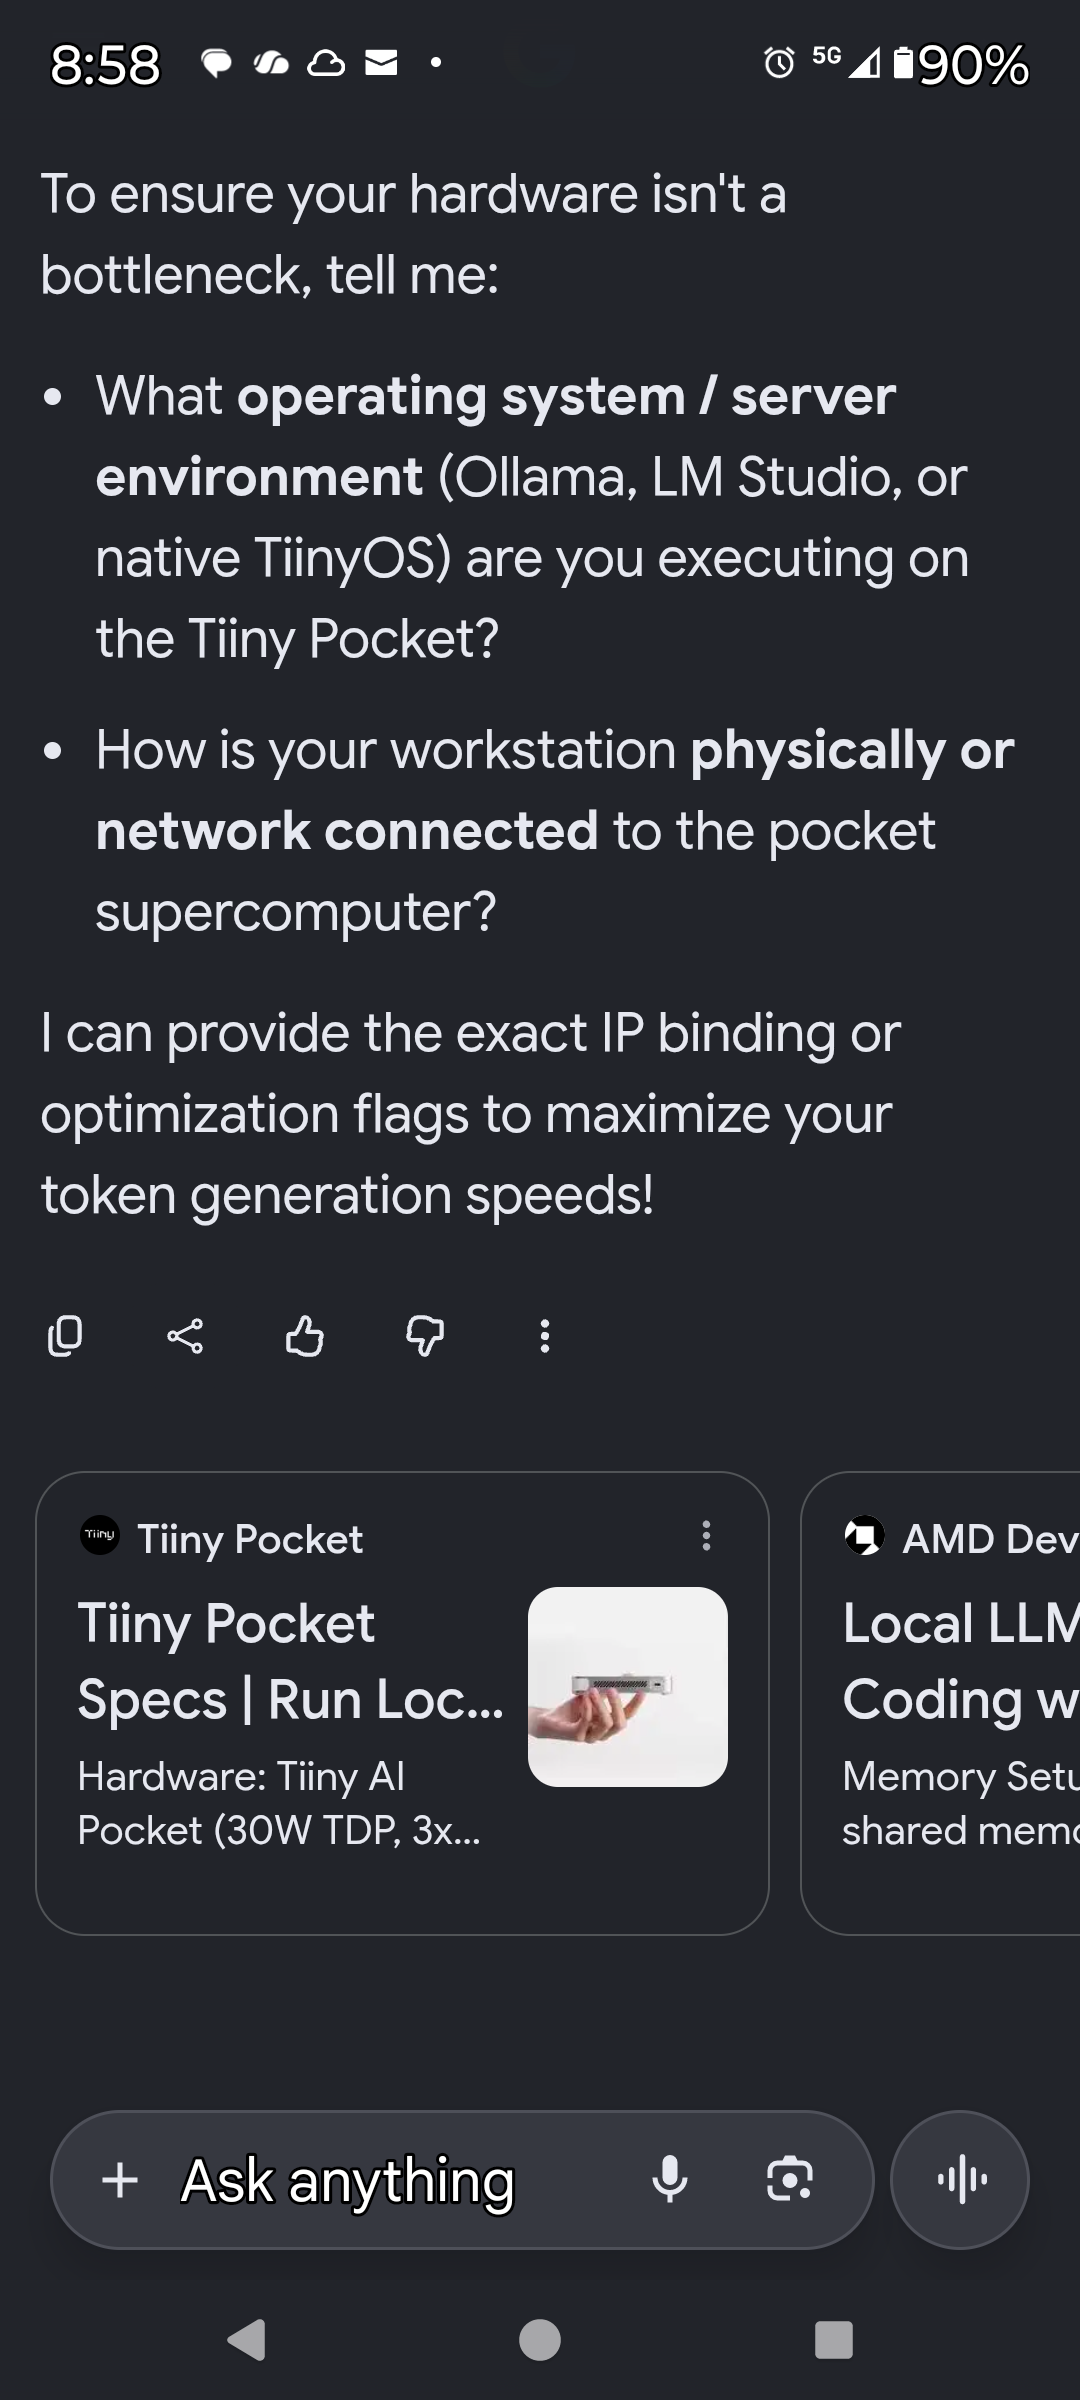 8:58 5G 90%
To ensure your hardware isn't a
bottleneck, tell me:
• What operating system / server
environment (Ollama, LM Studio, or
native TiinyOS) are you executing on
the Tiiny Pocket?
• How is your workstation physically or
network connected to the pocket
supercomputer?
I can provide the exact IP binding or
optimization flags to maximize your
token generation speeds!
Tiiny Tiiny Pocket
Tiiny Pocket
Specs | Run Loc...
Hardware: Tiiny AI
Pocket (30W TDP, 3x...
AMD Dev
Local LLM
Coding w
Memory Setu
shared memo
Ask anything